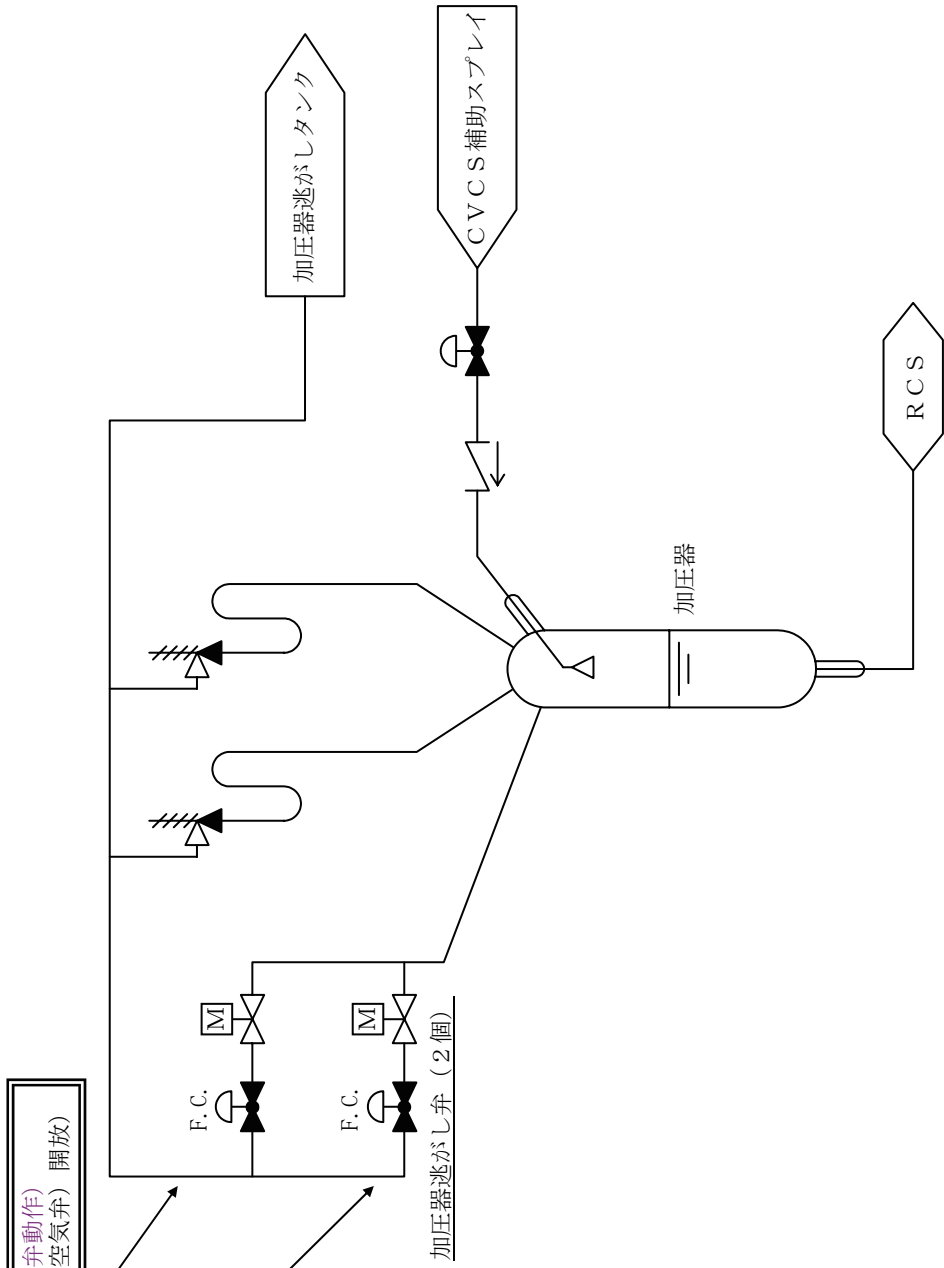 弁動作)
空気弁) 開放)
加圧器逃がしタンク
CVCS補助スプレイ
RCS
加圧器
M
F.C.
M
F.C.
加圧器逃がし弁(2個)